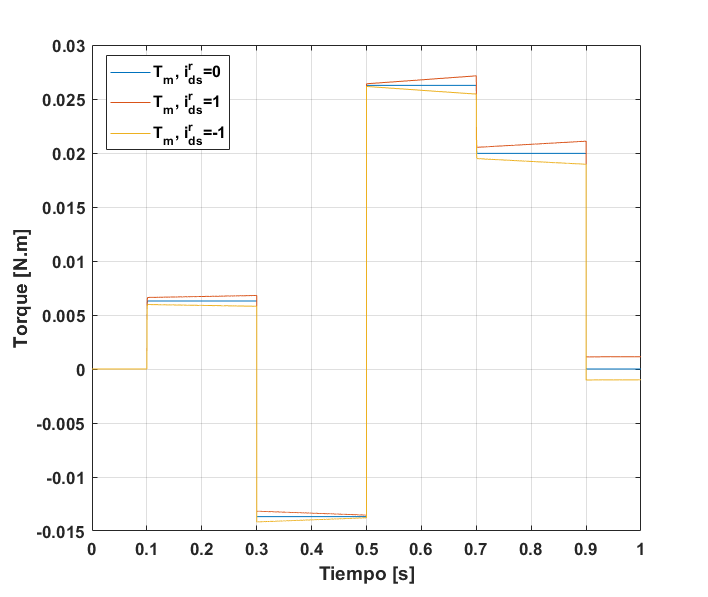 0.03
0.025
0.02
0.015
0.01
0.005
0
-0.005
-0.01
-0.015
Torque [N.m]
T_m, i^r_ds=0
T_m, i^r_ds=1
T_m, i^r_ds=-1
0 0.1 0.2 0.3 0.4 0.5 0.6 0.7 0.8 0.9 1
Tiempo [s]